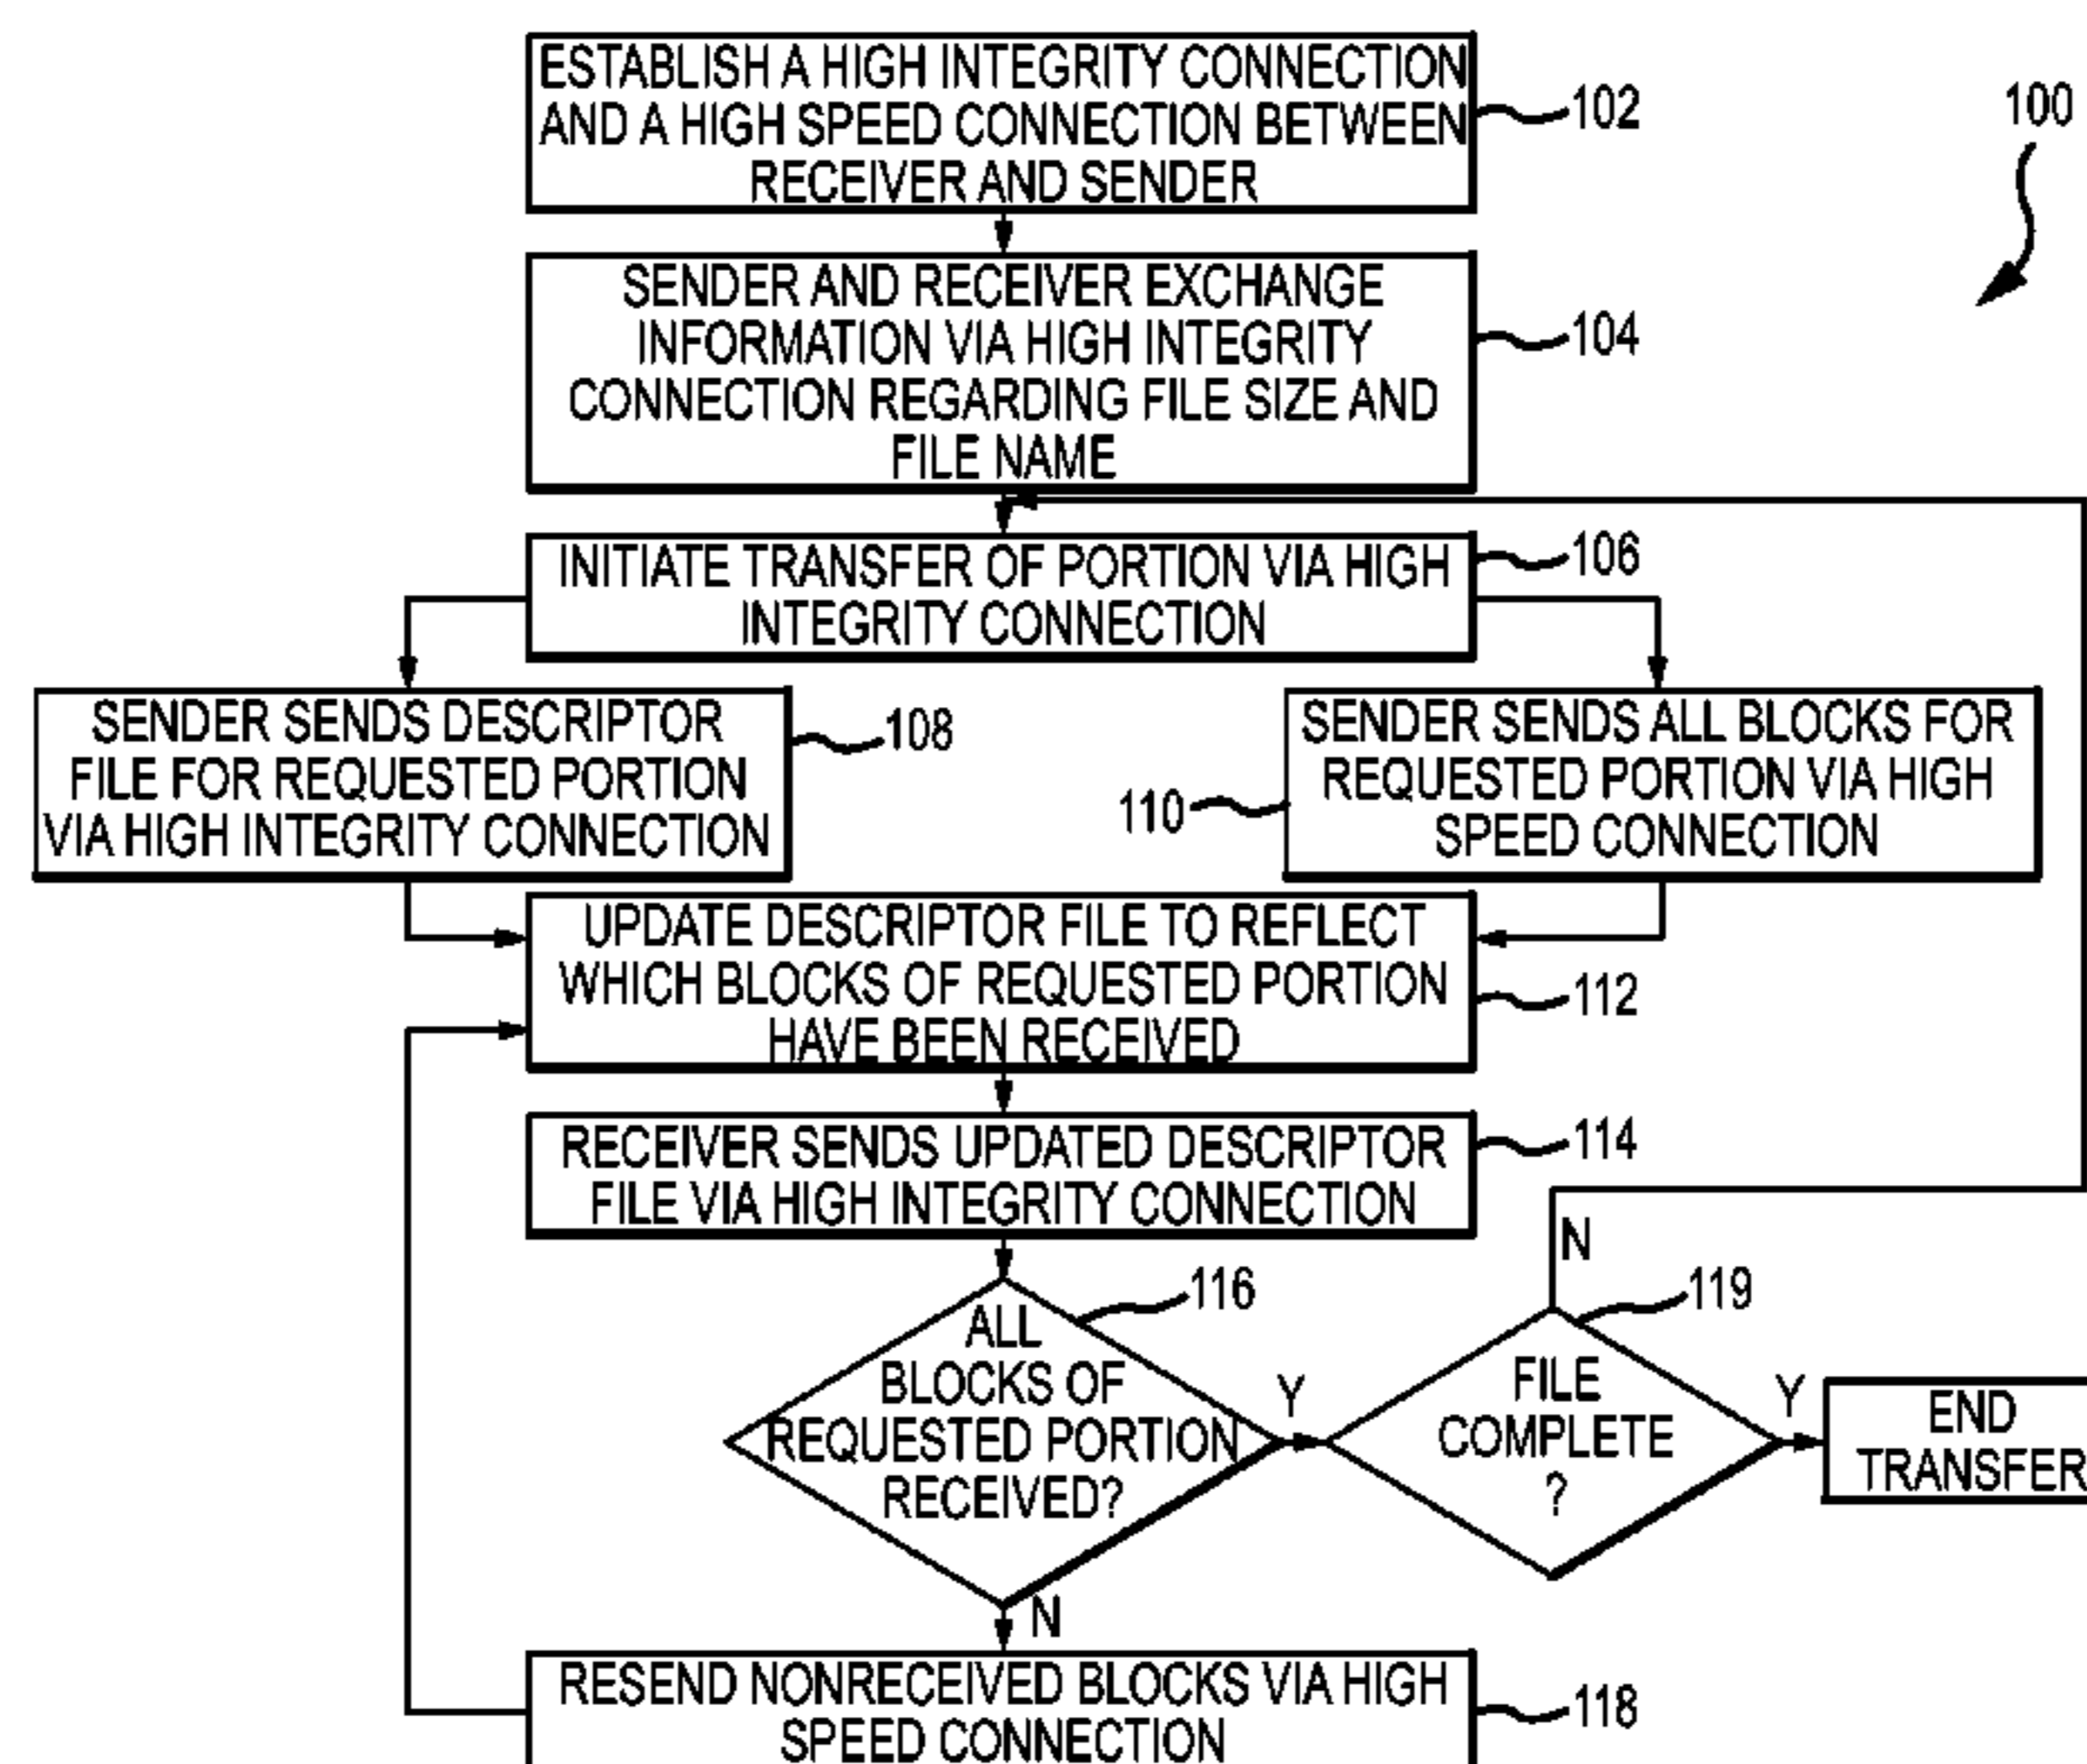 ESTABLISH A HIGH INTEGRITY CONNECTION
AND A HIGH SPEED CONNECTION BETWEEN
RECEIVER AND SENDER
102
100
SENDER AND RECEIVER EXCHANGE
INFORMATION VIA HIGH INTEGRITY
CONNECTION REGARDING FILE SIZE AND
FILE NAME
104
INITIATE TRANSFER OF PORTION VIA HIGH
INTEGRITY CONNECTION
106
SENDER SENDS DESCRIPTOR
FILE FOR REQUESTED PORTION
VIA HIGH INTEGRITY CONNECTION
108
110
SENDER SENDS ALL BLOCKS FOR
REQUESTED PORTION VIA HIGH
SPEED CONNECTION
UPDATE DESCRIPTOR FILE TO REFLECT
WHICH BLOCKS OF REQUESTED PORTION
HAVE BEEN RECEIVED
112
RECEIVER SENDS UPDATED DESCRIPTOR
FILE VIA HIGH INTEGRITY CONNECTION
114
ALL
BLOCKS OF
REQUESTED PORTION
RECEIVED?
116
Y
N
FILE
COMPLETE
?
119
N
Y
END
TRANSFER
RESEND NONRECEIVED BLOCKS VIA HIGH
SPEED CONNECTION
118